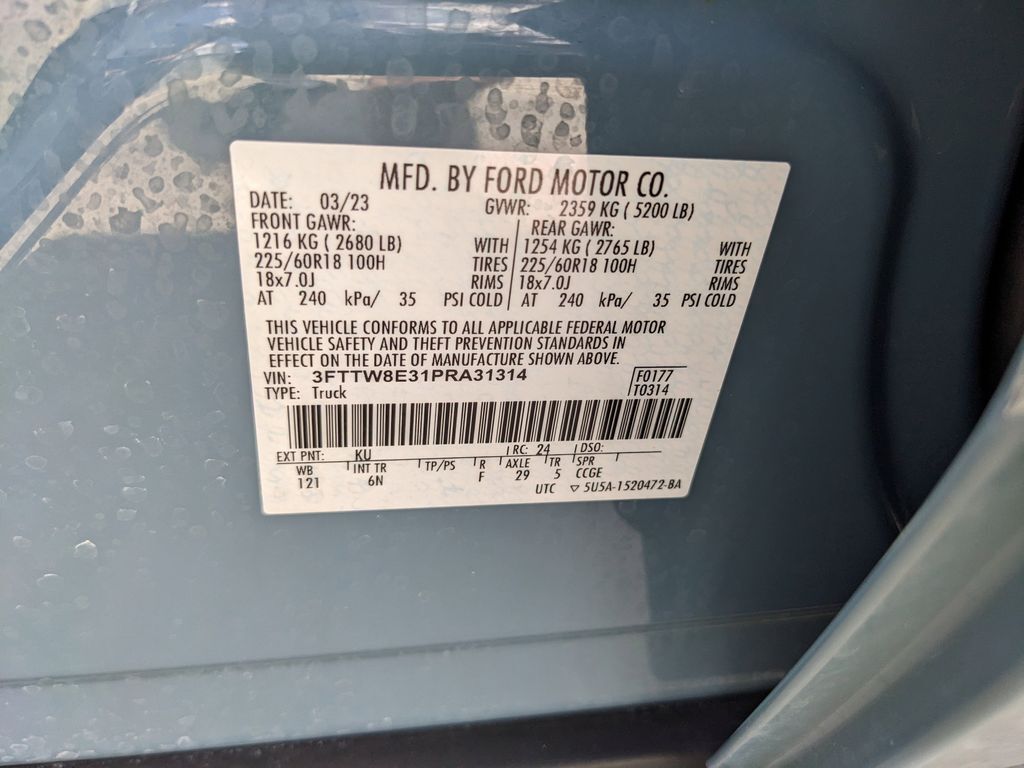 MFD. BY FORD MOTOR CO.
DATE: 03/23 GVWR: 2359 KG ( 5200 LB)
FRONT GAWR: REAR GAWR:
1216 KG ( 2680 LB) WITH 1254 KG ( 2765 LB) WITH
225/60R18 100H TIRES 225/60R18 100H TIRES
18x7.0J RIMS 18x7.0J RIMS
AT 240 kPa/ 35 PSI COLD AT 240 kPa/ 35 PSI COLD
THIS VEHICLE CONFORMS TO ALL APPLICABLE FEDERAL MOTOR
VEHICLE SAFETY AND THEFT PREVENTION STANDARDS IN
EFFECT ON THE DATE OF MANUFACTURE SHOWN ABOVE.
VIN: 3FTTW8E31PRA31314 F0177
TYPE: Truck T0314
EXT PNT: KU RC: 24 DSO:
WB INT TR TP/PS R AXLE TR SPR
121 6N F 29 5 CCGE
UTC ▽ 5U5A-1520472-BA